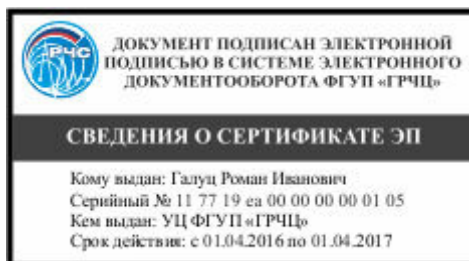 РЧС
ДОКУМЕНТ ПОДПИСАН ЭЛЕКТРОННОЙ
ПОДПИСЬЮ В СИСТЕМЕ ЭЛЕКТРОННОГО
ДОКУМЕНТООБОРОТА ФГУП «ГРЧЦ»
СВЕДЕНИЯ О СЕРТИФИКАТЕ ЭП
Кому выдан: Галуц Роман Иванович
Серийный № 11 77 19 ea 00 00 00 00 01 05
Кем выдан: УЦ ФГУП «ГРЧЦ»
Срок действия: с 01.04.2016 по 01.04.2017